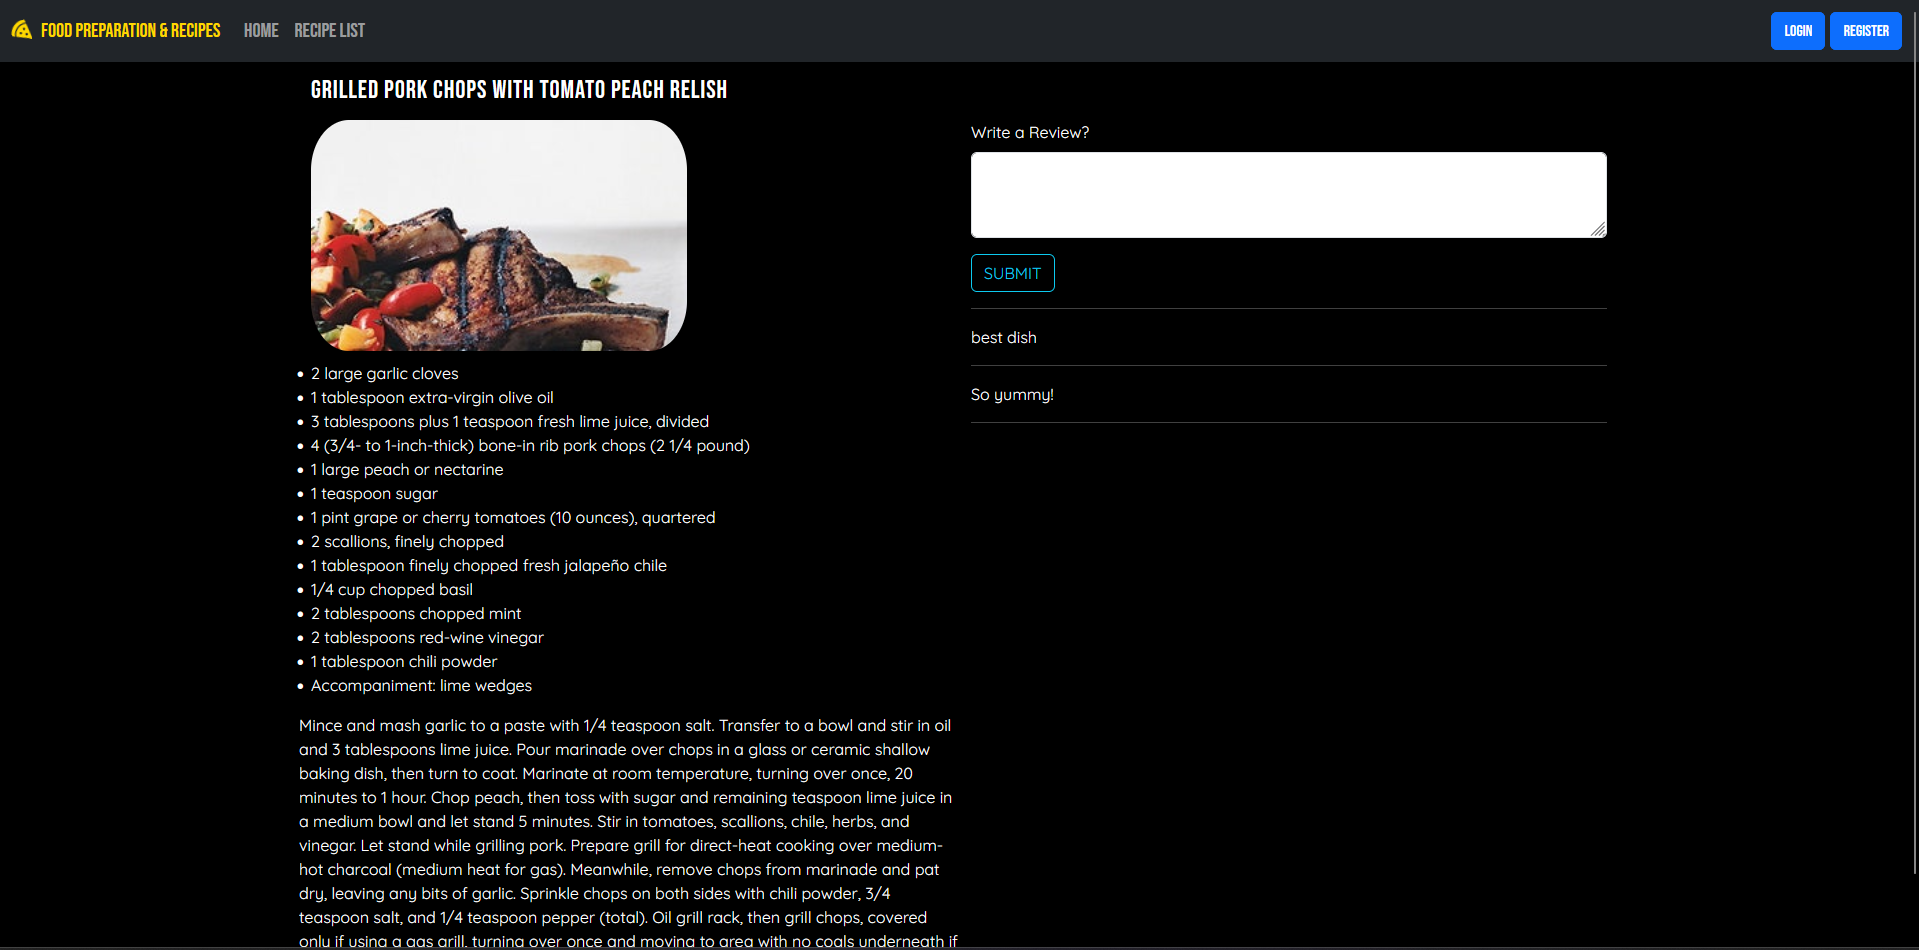 FOOD PREPARATION & RECIPES
HOME
RECIPE LIST
LOGIN
REGISTER
GRILLED PORK CHOPS WITH TOMATO PEACH RELISH
2 large garlic cloves
1 tablespoon extra-virgin olive oil
3 tablespoons plus 1 teaspoon fresh lime juice, divided
4 (3/4- to 1-inch-thick) bone-in rib pork chops (2 1/4 pound)
1 large peach or nectarine
1 teaspoon sugar
1 pint grape or cherry tomatoes (10 ounces), quartered
2 scallions, finely chopped
1 tablespoon finely chopped fresh jalapeño chile
1/4 cup chopped basil
2 tablespoons chopped mint
2 tablespoons red-wine vinegar
1 tablespoon chili powder
Accompaniment: lime wedges
Mince and mash garlic to a paste with 1/4 teaspoon salt. Transfer to a bowl and stir in oil
and 3 tablespoons lime juice. Pour marinade over chops in a glass or ceramic shallow
baking dish, then turn to coat. Marinate at room temperature, turning over once, 20
minutes to 1 hour. Chop peach, then toss with sugar and remaining teaspoon lime juice in
a medium bowl and let stand 5 minutes. Stir in tomatoes, scallions, chile, herbs, and
vinegar. Let stand while grilling pork. Prepare grill for direct-heat cooking over medium-
hot charcoal (medium heat for gas). Meanwhile, remove chops from marinade and pat
dry, leaving any bits of garlic. Sprinkle chops on both sides with chili powder, 3/4
teaspoon salt, and 1/4 teaspoon pepper (total). Oil grill rack, then grill chops, covered
only if using a gas grill, turning over once and moving to area with no coals underneath if
Write a Review?
SUBMIT
best dish
So yummy!